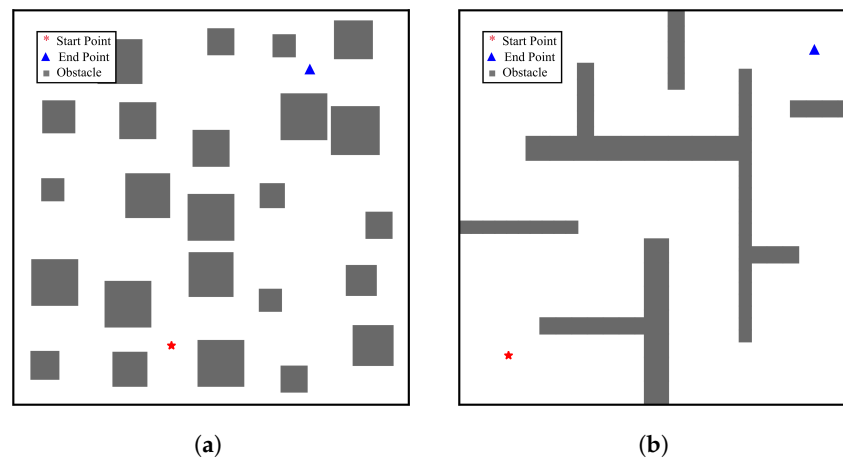 * Start Point
▲ End Point
■ Obstacle
* Start Point
▲ End Point
■ Obstacle
(a)
(b)